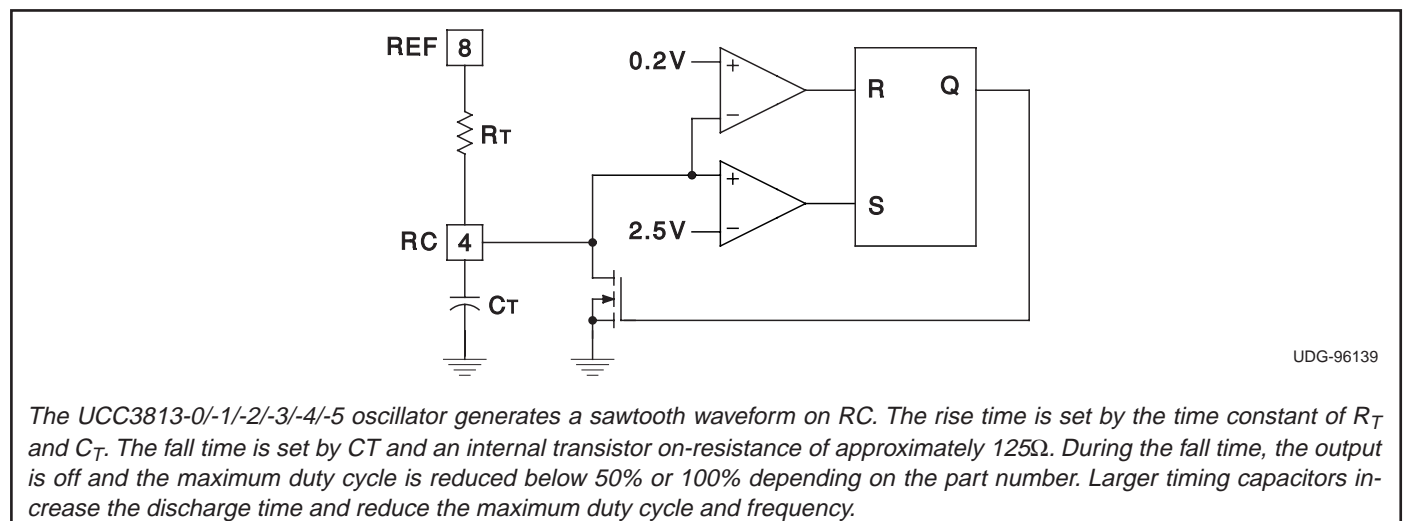 REF 8
0.2V
+
−
R
Q
RT
+
2.5V
−
S
RC 4
CT
UDG-96139
The UCC3813-0/-1/-2/-3/-4/-5 oscillator generates a sawtooth waveform on RC. The rise time is set by the time constant of RT
and CT. The fall time is set by CT and an internal transistor on-resistance of approximately 125Ω. During the fall time, the output
is off and the maximum duty cycle is reduced below 50% or 100% depending on the part number. Larger timing capacitors in-
crease the discharge time and reduce the maximum duty cycle and frequency.